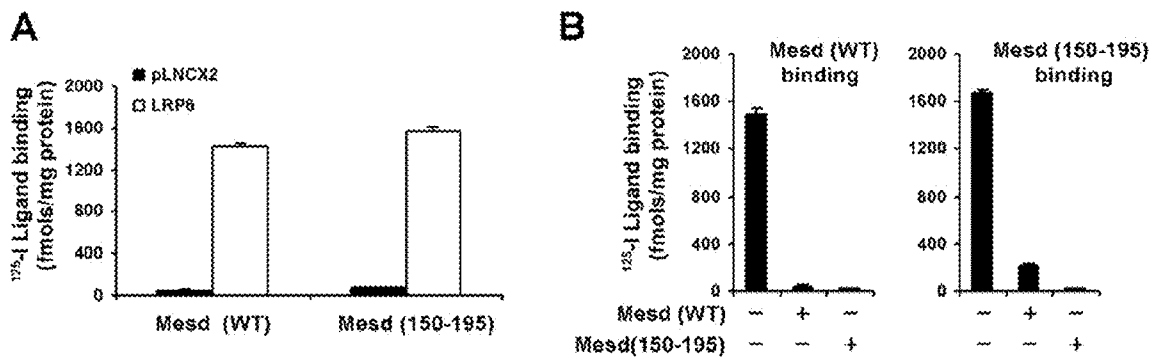 A
¹²⁵-I Ligand binding
(fmols/mg protein)
2000
1600
1200
800
400
0
pLNCX2
LRP6
Mesd (WT)
Mesd (150-195)
B
¹²⁵-I Ligand binding
(fmols/mg protein)
2000
1600
1200
800
400
0
Mesd (WT)
binding
2000
1600
1200
800
400
0
Mesd (150-195)
binding
Mesd (WT) – + – – + –
Mesd(150-195) – – + – – +